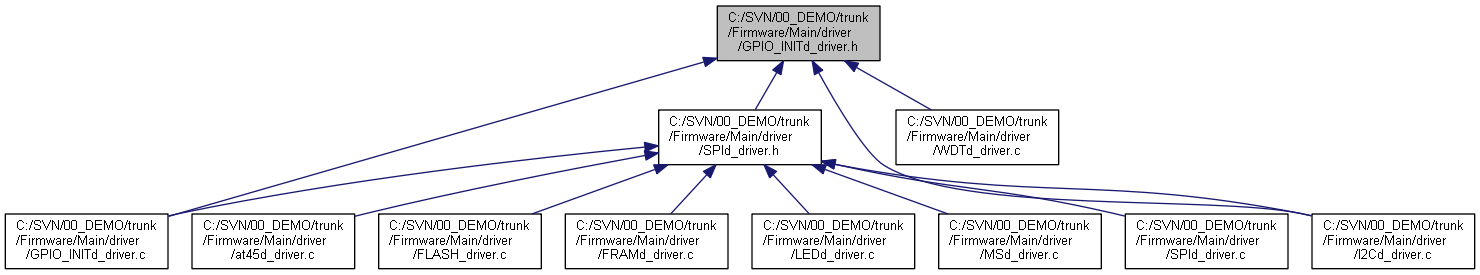 C:/SVN/00_DEMO/trunk
/Firmware/Main/driver
/GPIO_INITd_driver.h
C:/SVN/00_DEMO/trunk
/Firmware/Main/driver
/SPId_driver.h
C:/SVN/00_DEMO/trunk
/Firmware/Main/driver
/WDTd_driver.c
C:/SVN/00_DEMO/trunk
/Firmware/Main/driver
/GPIO_INITd_driver.c
C:/SVN/00_DEMO/trunk
/Firmware/Main/driver
/at45d_driver.c
C:/SVN/00_DEMO/trunk
/Firmware/Main/driver
/FLASH_driver.c
C:/SVN/00_DEMO/trunk
/Firmware/Main/driver
/FRAMd_driver.c
C:/SVN/00_DEMO/trunk
/Firmware/Main/driver
/LEDd_driver.c
C:/SVN/00_DEMO/trunk
/Firmware/Main/driver
/MSd_driver.c
C:/SVN/00_DEMO/trunk
/Firmware/Main/driver
/SPId_driver.c
C:/SVN/00_DEMO/trunk
/Firmware/Main/driver
/I2Cd_driver.c